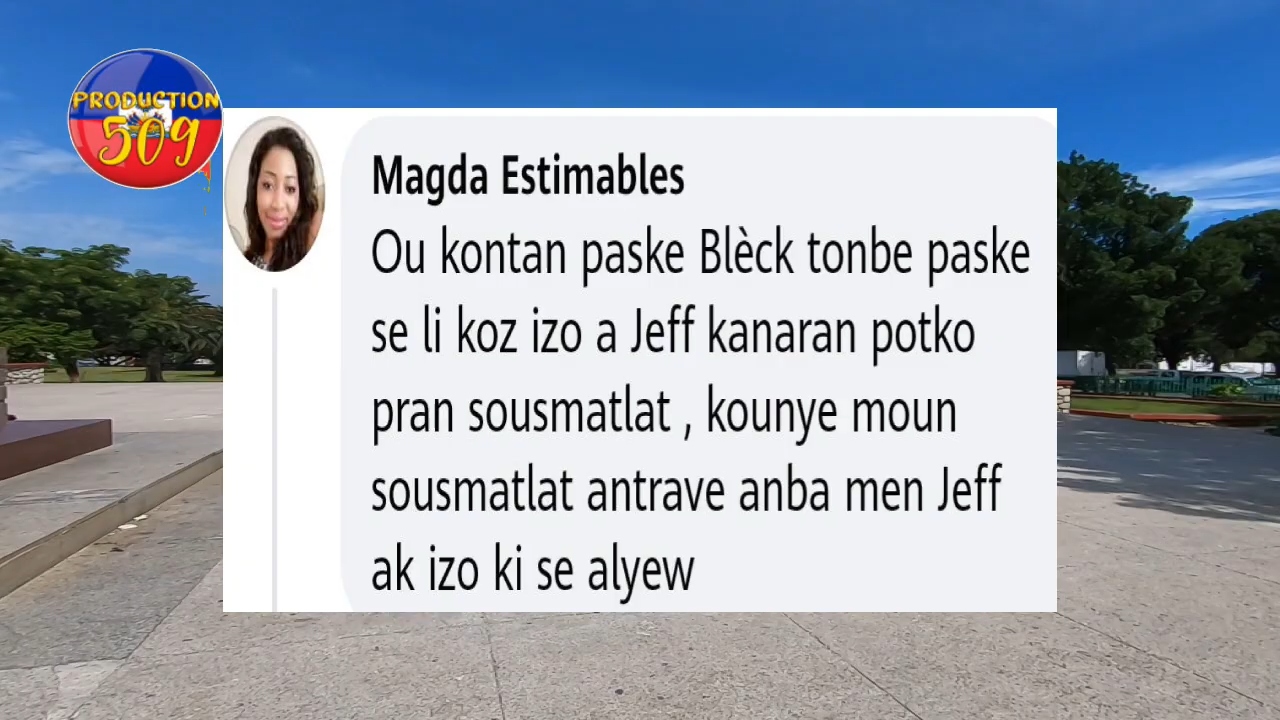 PRODUCTION
509
Magda Estimables
Ou kontan paske Blèck tonbe paske
se li koz izo a Jeff kanaran potko
pran sousmatlat , kounye moun
sousmatlat antrave anba men Jeff
ak izo ki se alyew